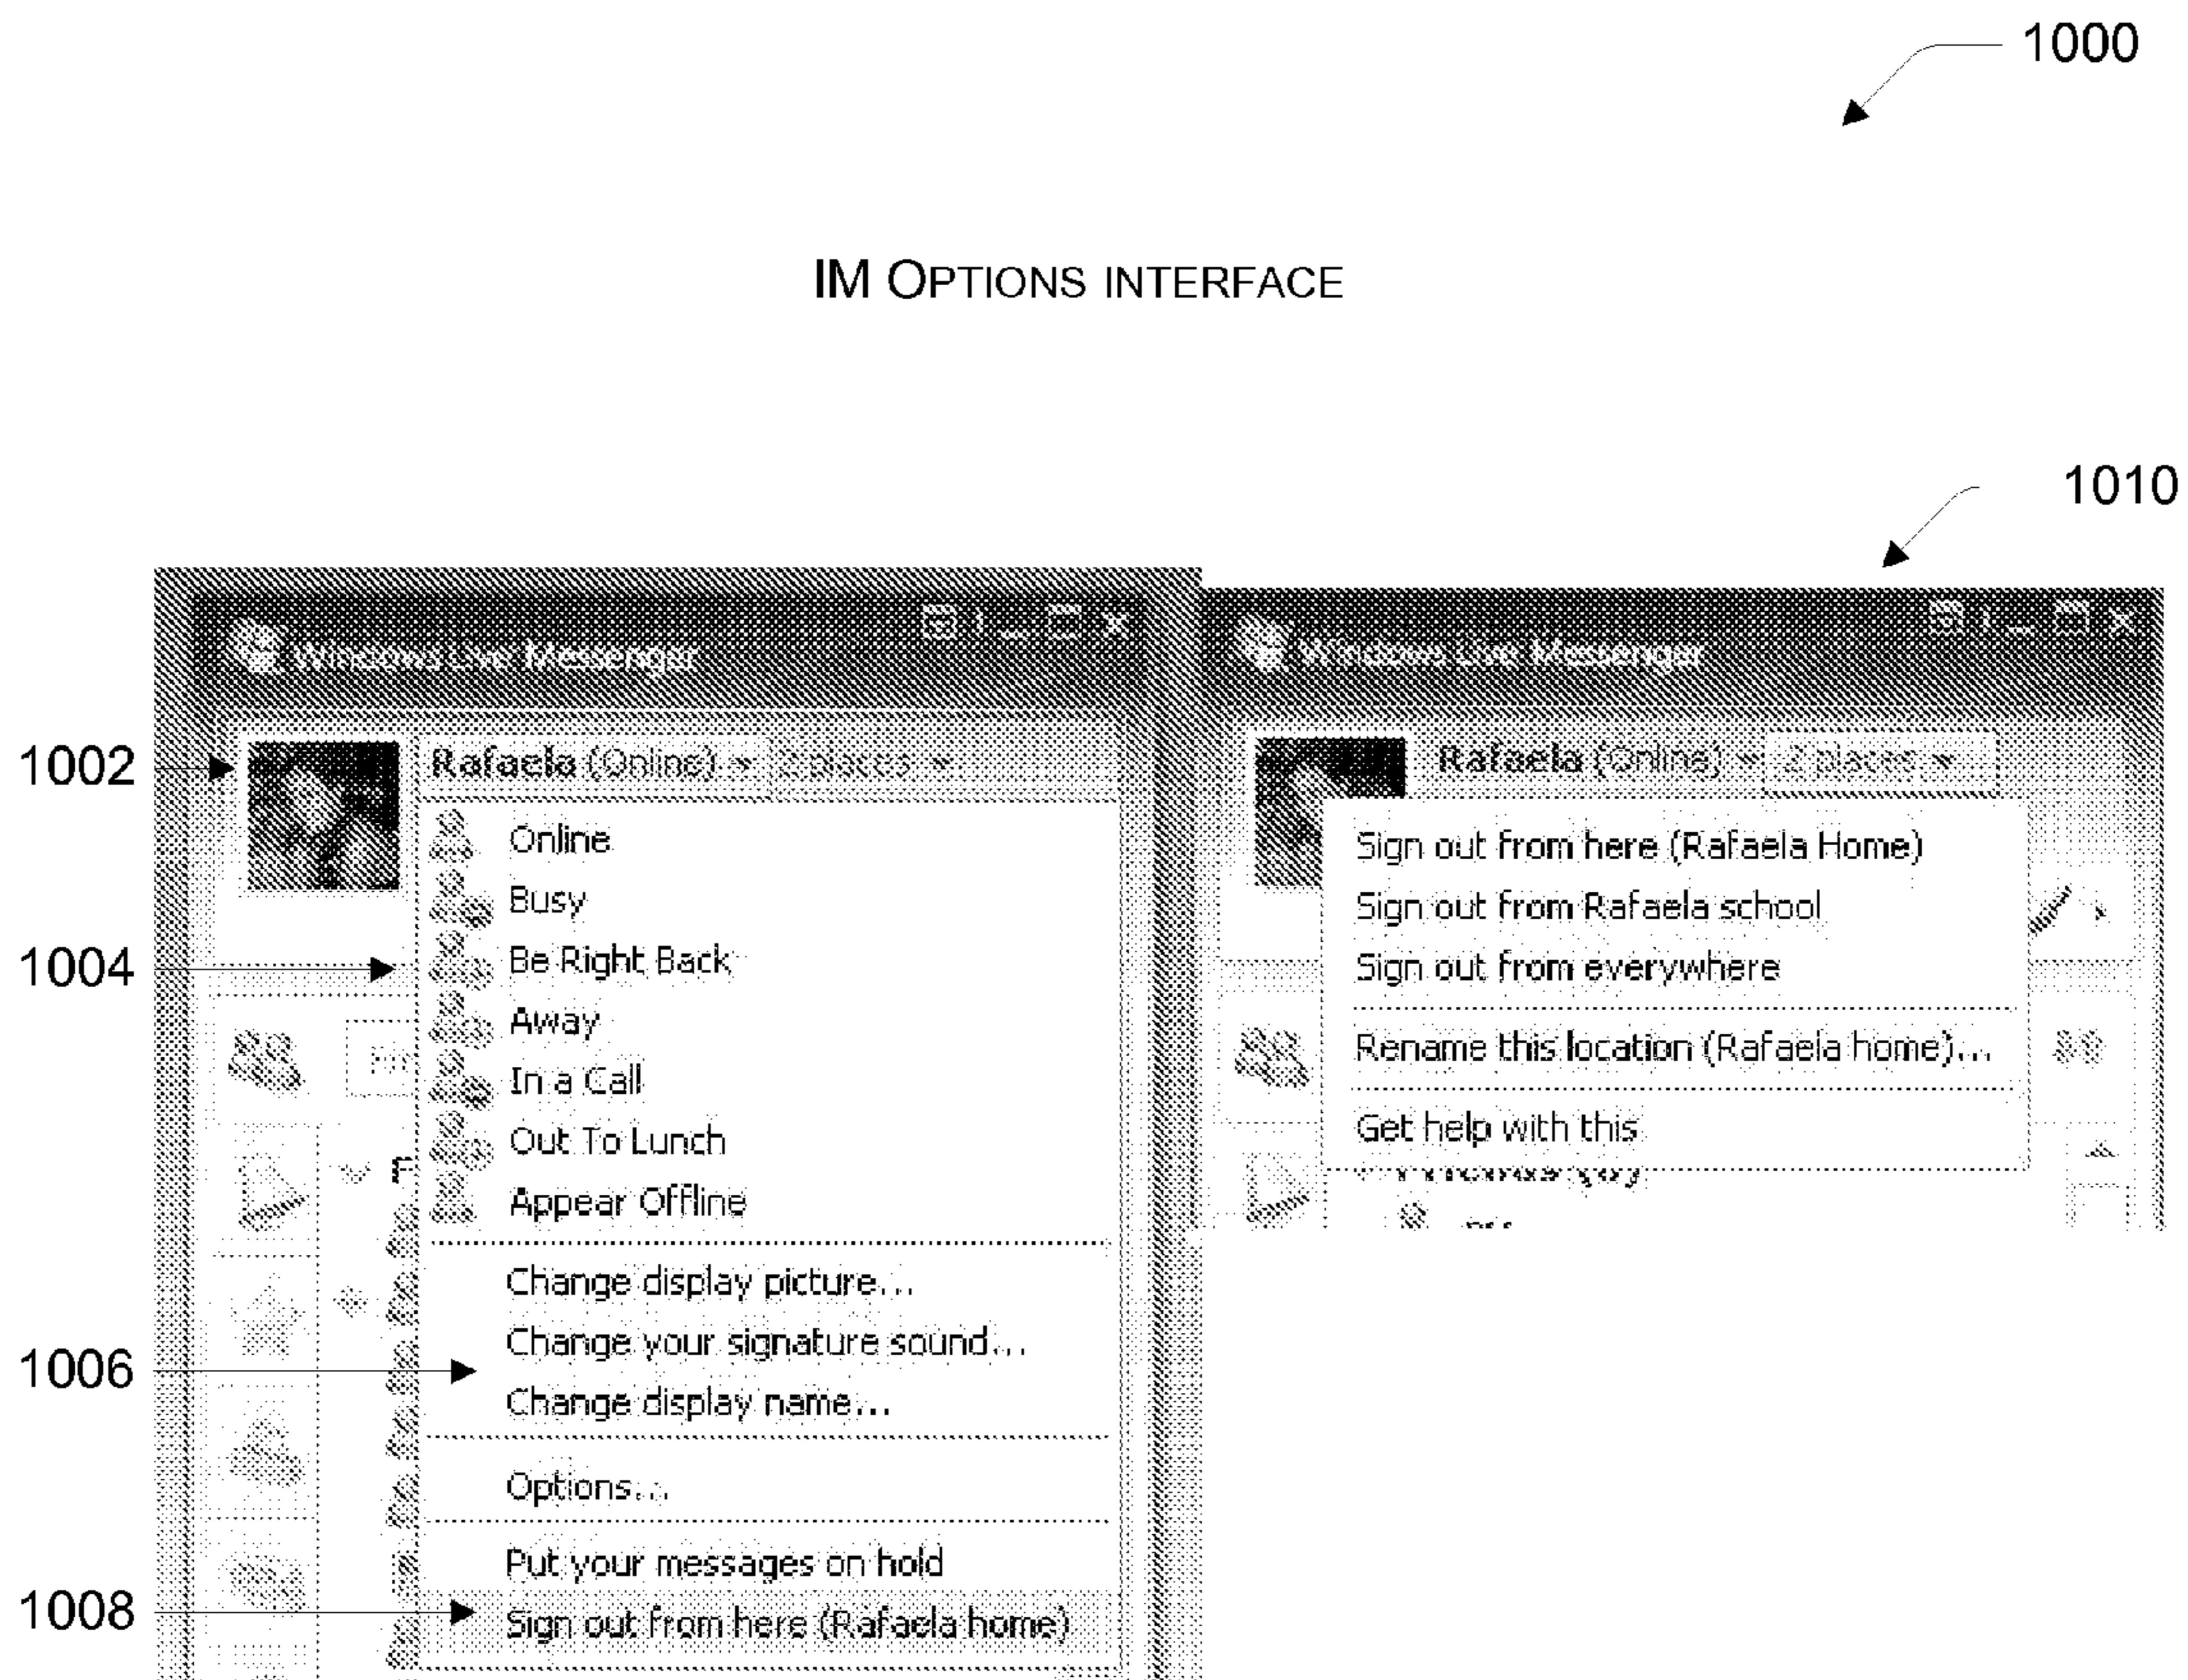 1000
IM OPTIONS INTERFACE
1010
Windows Live Messenger
1002
Rafaela (Online) 2 places
Online
Busy
1004
Be Right Back
Away
In a Call
Out To Lunch
Appear Offline
Change display picture...
Change your signature sound...
1006
Change display name...
Options...
Put your messages on hold
1008
Sign out from here (Rafaela home)
Windows Live Messenger
Rafaela (Online) 2 places
Sign out from here (Rafaela Home)
Sign out from Rafaela school
Sign out from everywhere
Rename this location (Rafaela home)...
Get help with this